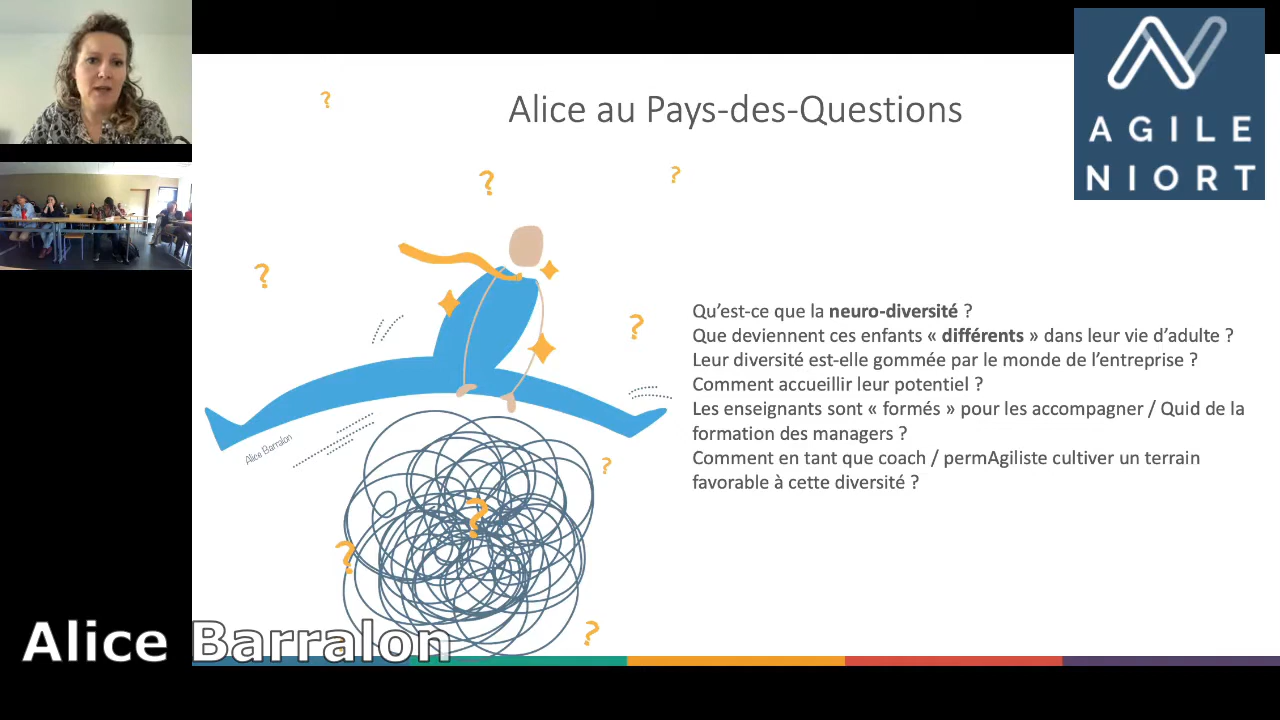 Alice au Pays-des-Questions
AGILE
NIORT
?
?
?
?
?
Qu’est-ce que la neuro-diversité ?
Que deviennent ces enfants « différents » dans leur vie d’adulte ?
Leur diversité est-elle gommée par le monde de l’entreprise ?
Comment accueillir leur potentiel ?
Les enseignants sont « formés » pour les accompagner / Quid de la
formation des managers ?
Comment en tant que coach / permAgiliste cultiver un terrain
favorable à cette diversité ?
Alice Barralon
?
?
?
?
Alice Barralon